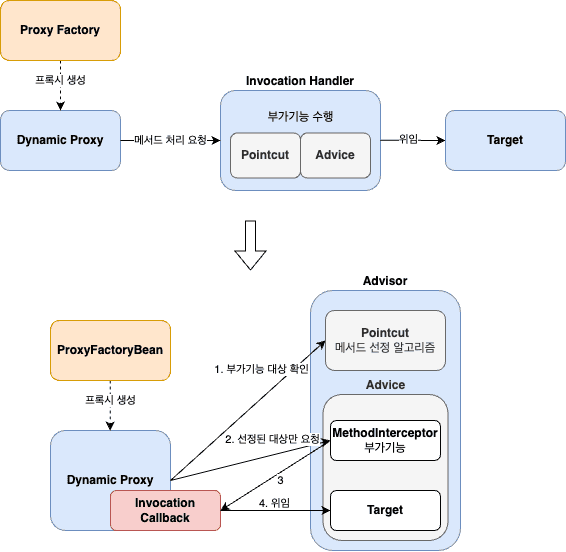 Proxy Factory
프록시 생성
Dynamic Proxy
메서드 처리 요청
Invocation Handler
부가기능 수행
Pointcut
Advice
위임
Target
Advisor
Pointcut
메서드 선정 알고리즘
ProxyFactoryBean
1. 부가기능 대상 확인
Advice
프록시 생성
2. 선정된 대상만 요청
MethodInterceptor
부가기능
Dynamic Proxy
3
Invocation
Callback
4. 위임
Target